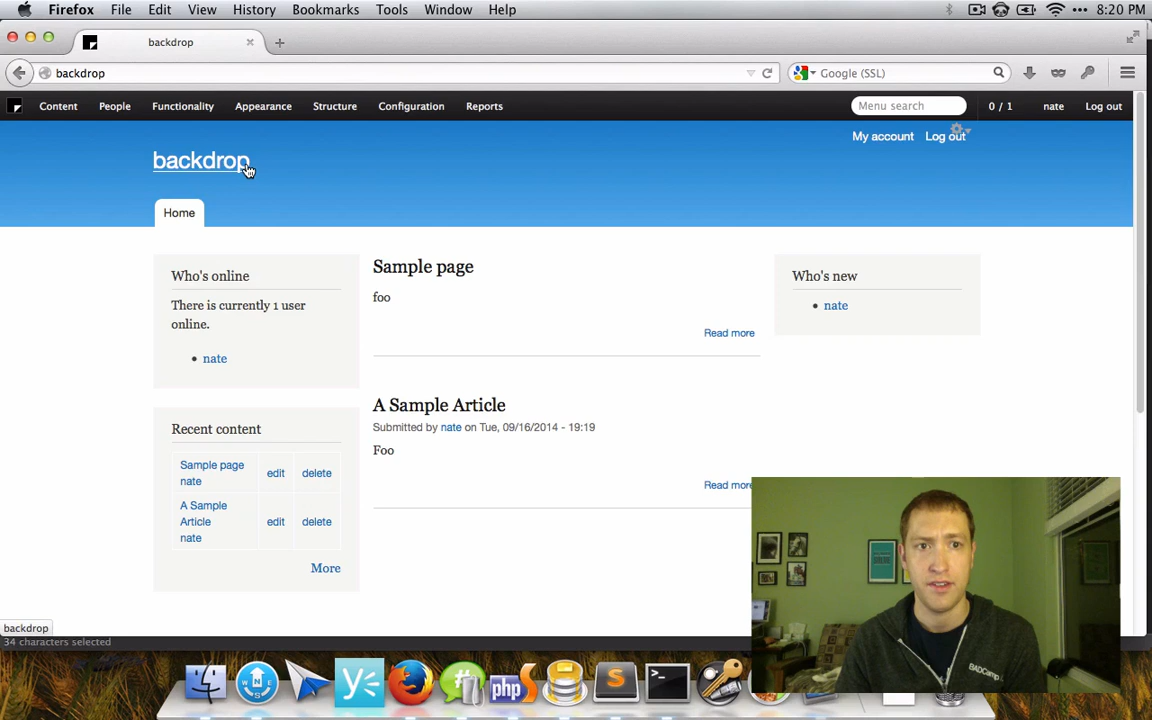 Firefox File Edit View History Bookmarks Tools Window Help 8:20 PM
backdrop
backdrop
Google (SSL)
Content People Functionality Appearance Structure Configuration Reports Menu search 0 / 1 nate Log out
My account Log out
backdrop
Home
Who's online
There is currently 1 user
online.
nate
Recent content
Sample page
nate
edit delete
A Sample
Article
nate
edit delete
More
Sample page
foo
Read more
A Sample Article
Submitted by nate on Tue, 09/16/2014 - 19:19
Foo
Read more
Who's new
nate
backdrop
34 characters selected
php
BADCamp